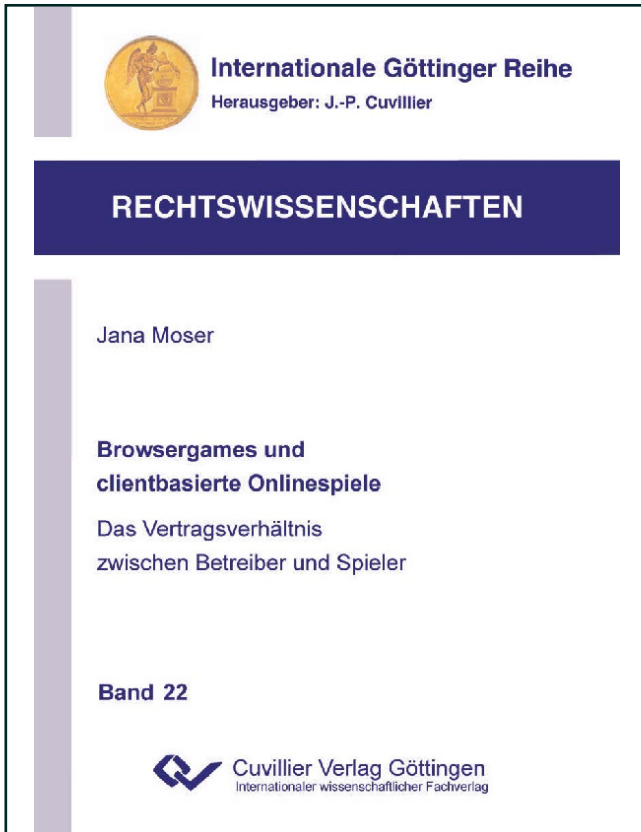 Internationale Göttinger Reihe
Herausgeber: J.-P. Cuvillier
RECHTSWISSENSCHAFTEN
Jana Moser
Browsergames und
clientbasierte Onlinespiele
Das Vertragsverhältnis
zwischen Betreiber und Spieler
Band 22
Cuvillier Verlag Göttingen
Internationaler wissenschaftlicher Fachverlag